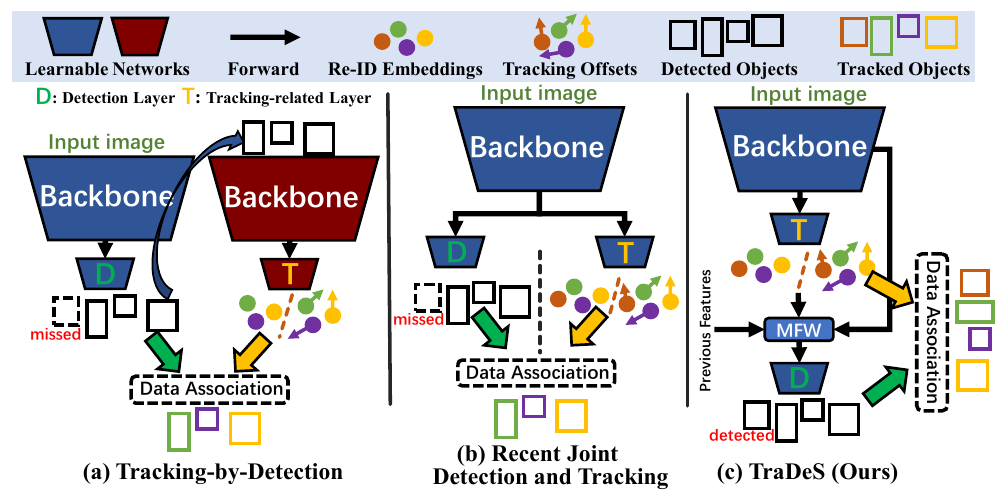 Learnable Networks
Forward
Re-ID Embeddings
Tracking Offsets
Detected Objects
Tracked Objects
D: Detection Layer T: Tracking-related Layer
Input image
Backbone
Backbone
D
T
missed
Data Association
(a) Tracking-by-Detection
Input image
Backbone
D
T
missed
Data Association
(b) Recent Joint
Detection and Tracking
Input image
Backbone
T
Previous Features
MFW
D
detected
Data Association
(c) TraDeS (Ours)